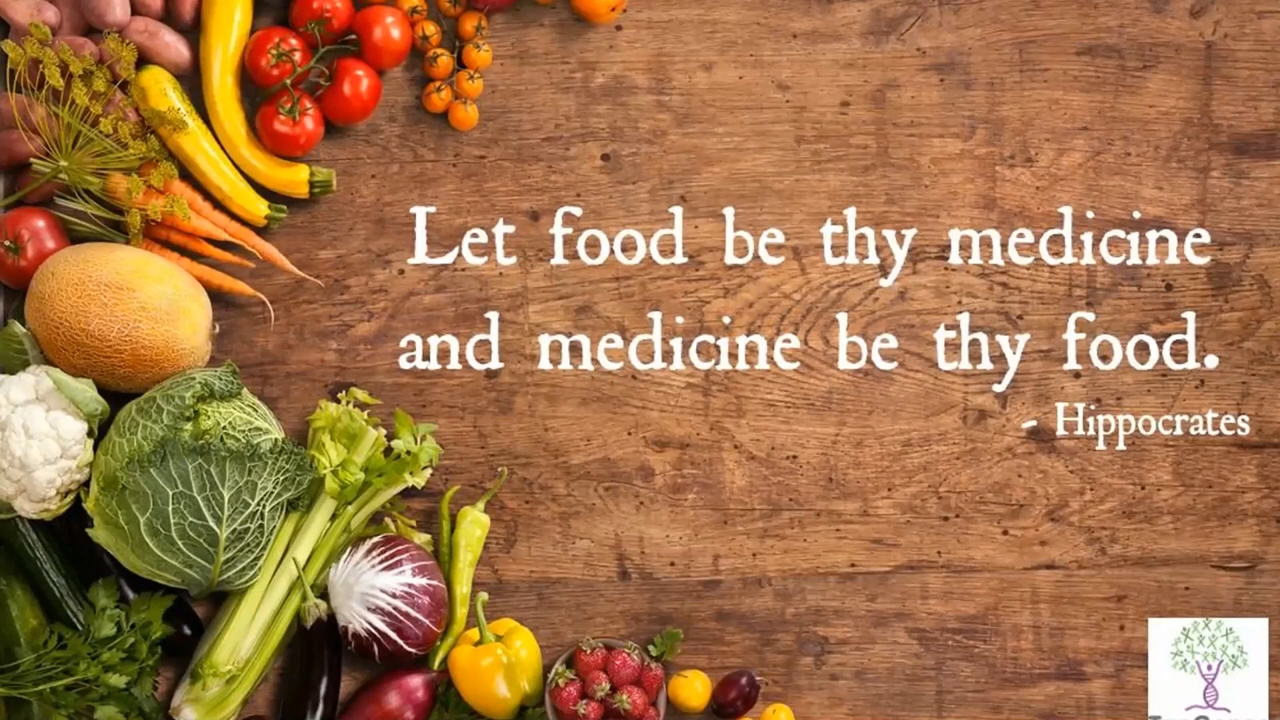 Let food be thy medicine
and medicine be thy food.
- Hippocrates